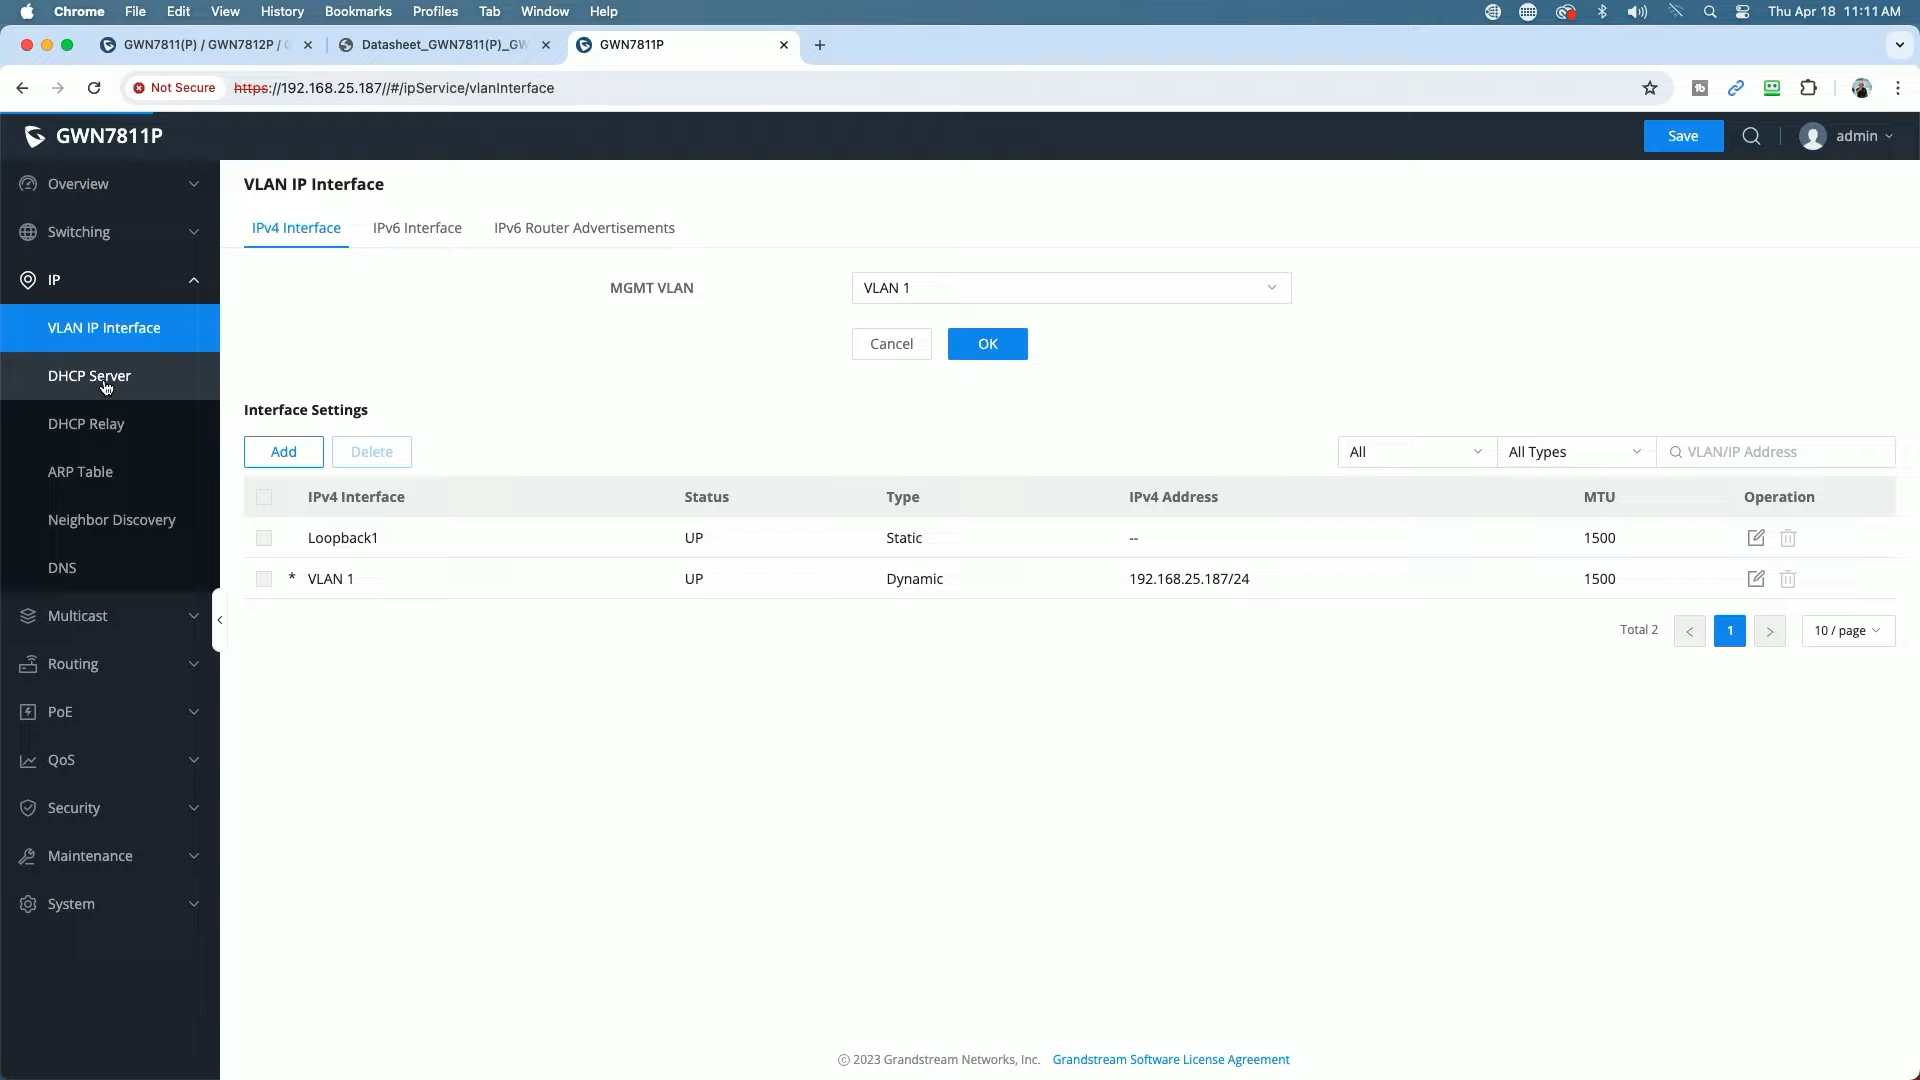 Chrome File Edit View History Bookmarks Profiles Tab Window Help Thu Apr 18 11:11 AM
GWN7811(P) / GWN7812P / Datasheet_GWN7811(P)_GW GWN7811P
Not Secure https://192.168.25.187//#/ipService/vlanInterface
GWN7811P Save admin
Overview
Switching
IP
VLAN IP Interface
DHCP Server
DHCP Relay
ARP Table
Neighbor Discovery
DNS
Multicast
Routing
PoE
QoS
Security
Maintenance
System
VLAN IP Interface
IPv4 Interface IPv6 Interface IPv6 Router Advertisements
MGMT VLAN VLAN 1
Cancel OK
Interface Settings
Add Delete All All Types VLAN/IP Address
IPv4 Interface Status Type IPv4 Address MTU Operation
Loopback1 UP Static -- 1500
* VLAN 1 UP Dynamic 192.168.25.187/24 1500
Total 2 < 1 > 10 / page
© 2023 Grandstream Networks, Inc. Grandstream Software License Agreement